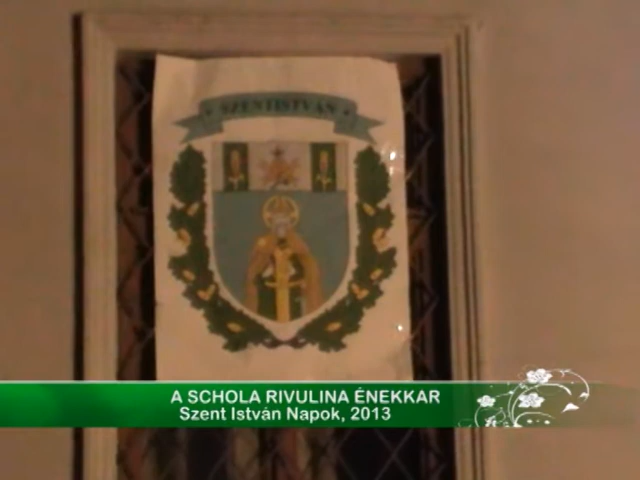 SZENTISTVÁN
A SCHOLA RIVULINA ÉNEKKAR
Szent István Napok, 2013